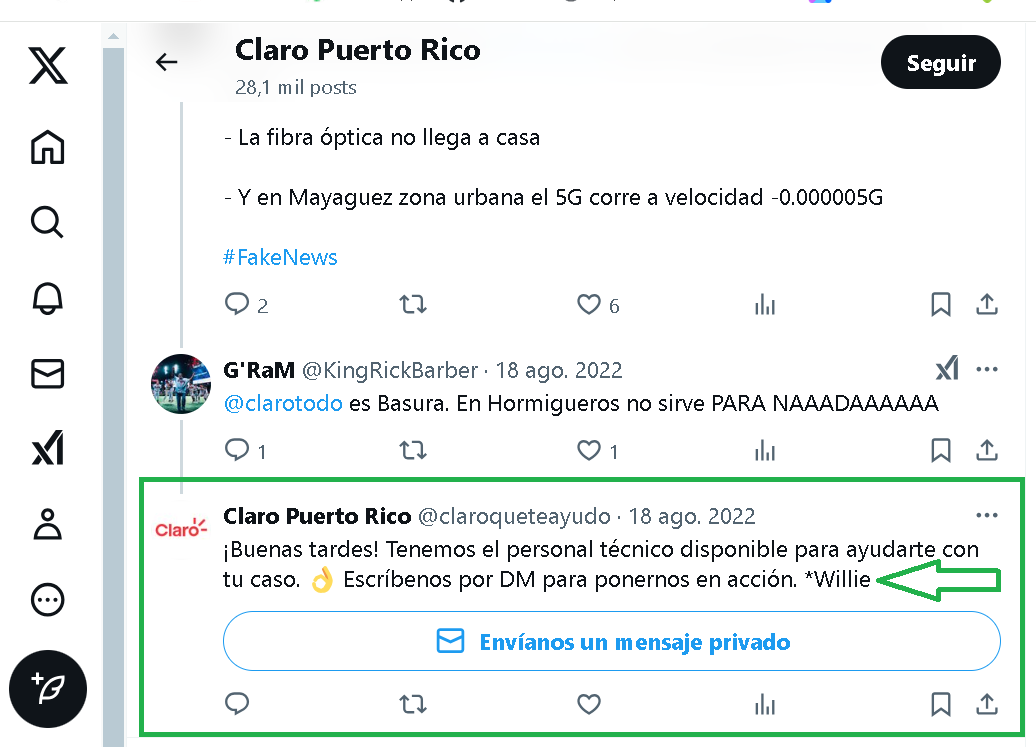 Claro Puerto Rico
28,1 mil posts
Seguir
- La fibra óptica no llega a casa
- Y en Mayaguez zona urbana el 5G corre a velocidad -0.000005G
#FakeNews
2
6
G'RaM @KingRickBarber · 18 ago. 2022
@clarotodo es Basura. En Hormigueros no sirve PARA NAAADAAAAAA
1
1
Claro
Claro Puerto Rico @claroqueteayudo · 18 ago. 2022
¡Buenas tardes! Tenemos el personal técnico disponible para ayudarte con
tu caso. 👌 Escríbenos por DM para ponernos en acción. *Willie
Envíanos un mensaje privado